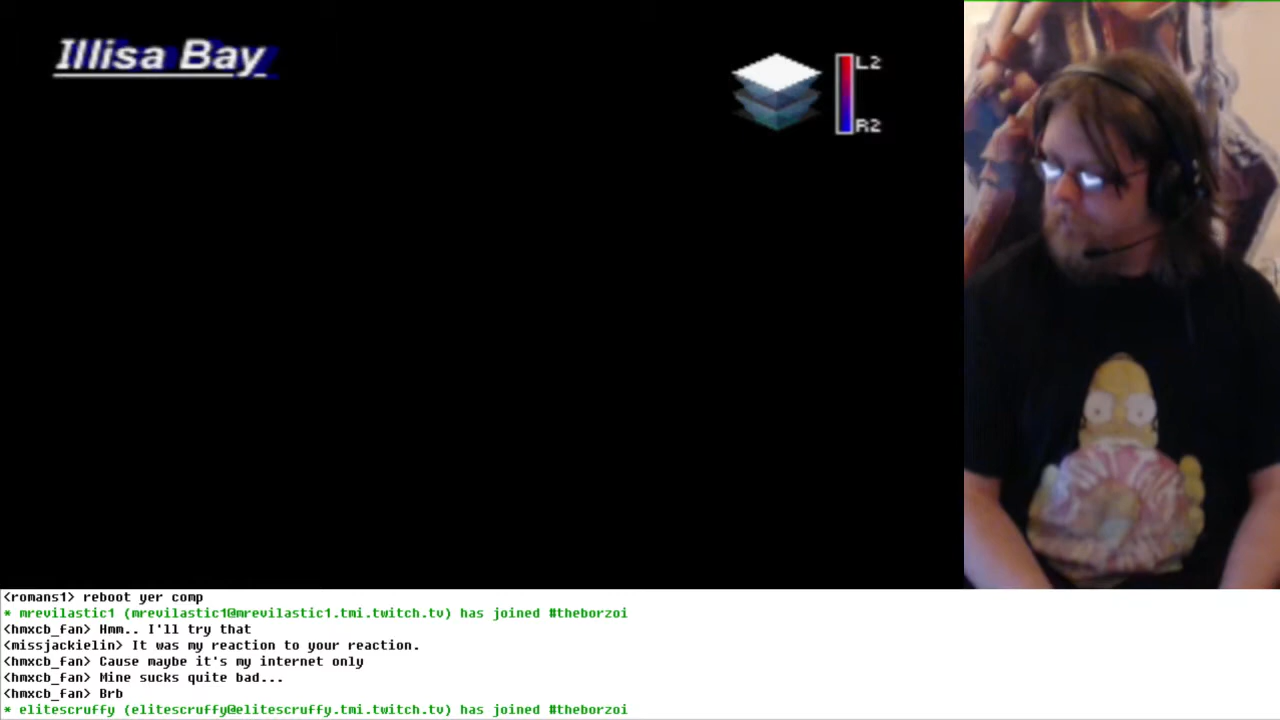 Illisa Bay
L2
R2
<romans1> reboot yer comp
* mrevilastic1 (mrevilastic1@mrevilastic1.tmi.twitch.tv) has joined #theborzoi
<hmxcb_fan> Hmm.. I'll try that
<missjackielin> It was my reaction to your reaction.
<hmxcb_fan> Cause maybe it's my internet only
<hmxcb_fan> Mine sucks quite bad...
<hmxcb_fan> Brb
* elitescruffy (elitescruffy@elitescruffy.tmi.twitch.tv) has joined #theborzoi